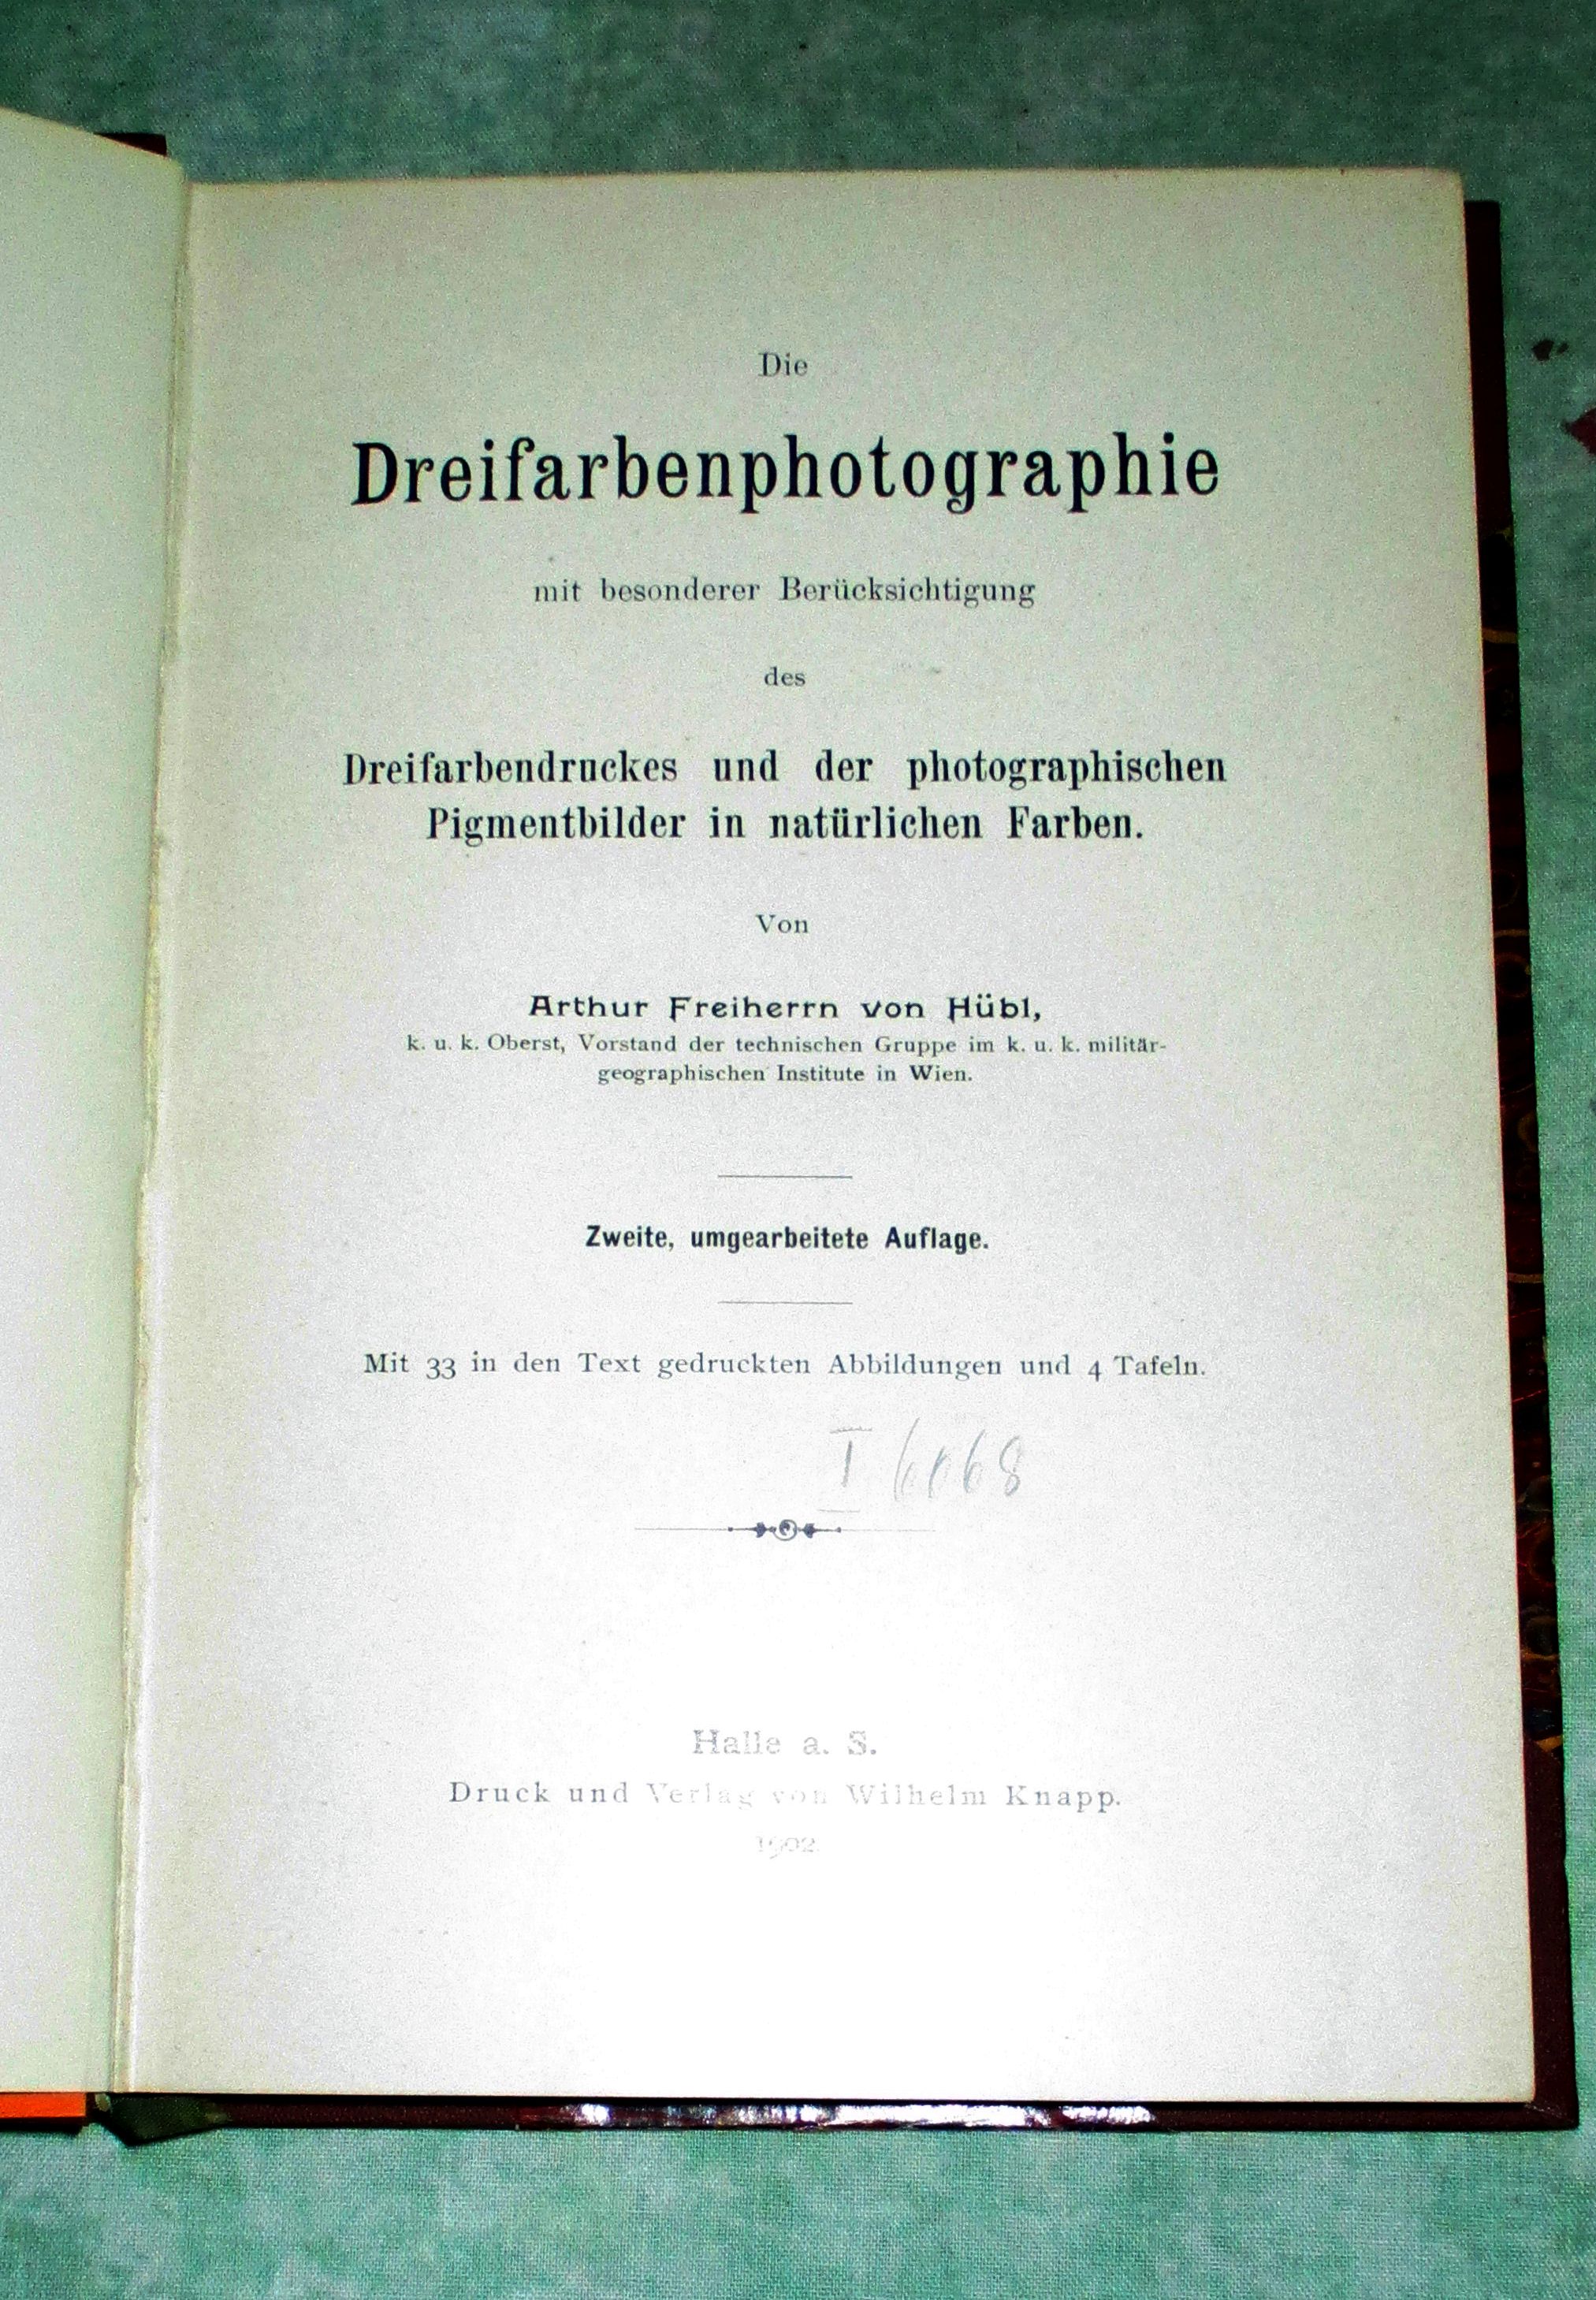 Die
Dreifarbenphotographie
mit besonderer Berücksichtigung
des
Dreifarbendruckes und der photographischen
Pigmentbilder in natürlichen Farben.
Von
Arthur Freiherrn von Hübl,
k. u. k. Oberst, Vorstand der technischen Gruppe im k. u. k. militär-
geographischen Institute in Wien.
Zweite, umgearbeitete Auflage.
Mit 33 in den Text gedruckten Abbildungen und 4 Tafeln.
I
Halle a. S.
Druck und Verlag von Wilhelm Knapp.
1902.